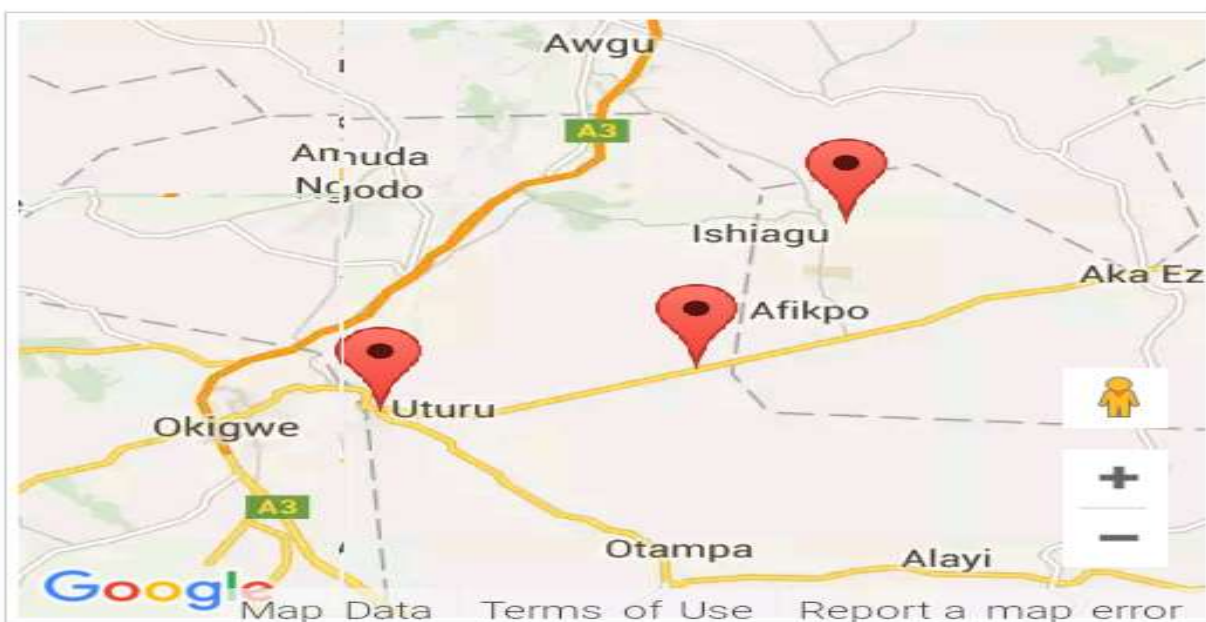 Awgu
A3
Amuda
Ngodo
Ishiagu
Aka Ez
Afikpo
Uturu
Okigwe
A3
Otampa
Alayi
Google
Map Data Terms of Use Report a map error